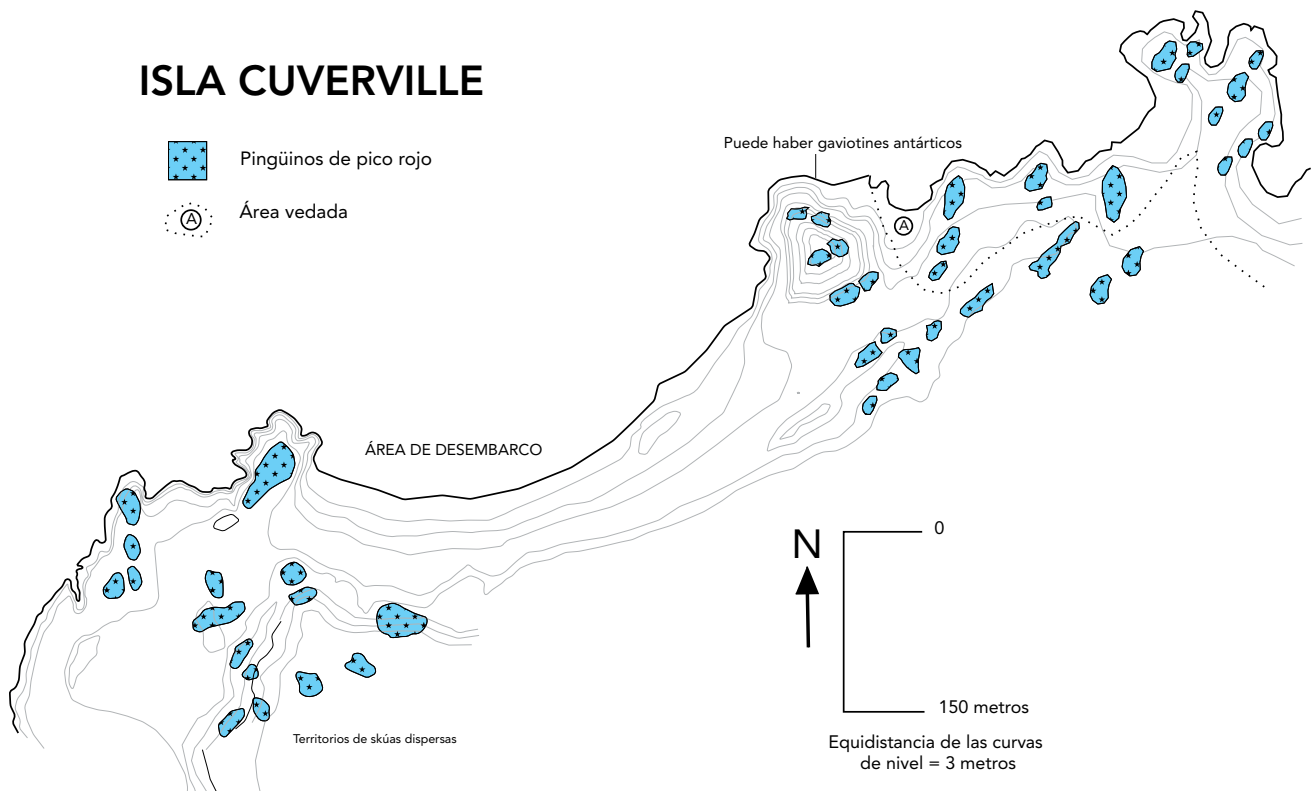 ISLA CUVERVILLE
Pingüinos de pico rojo
A
Área vedada
Puede haber gaviotines antárticos
A
ÁREA DE DESEMBARCO
N
0
150 metros
Equidistancia de las curvas
de nivel = 3 metros
Territorios de skúas dispersas